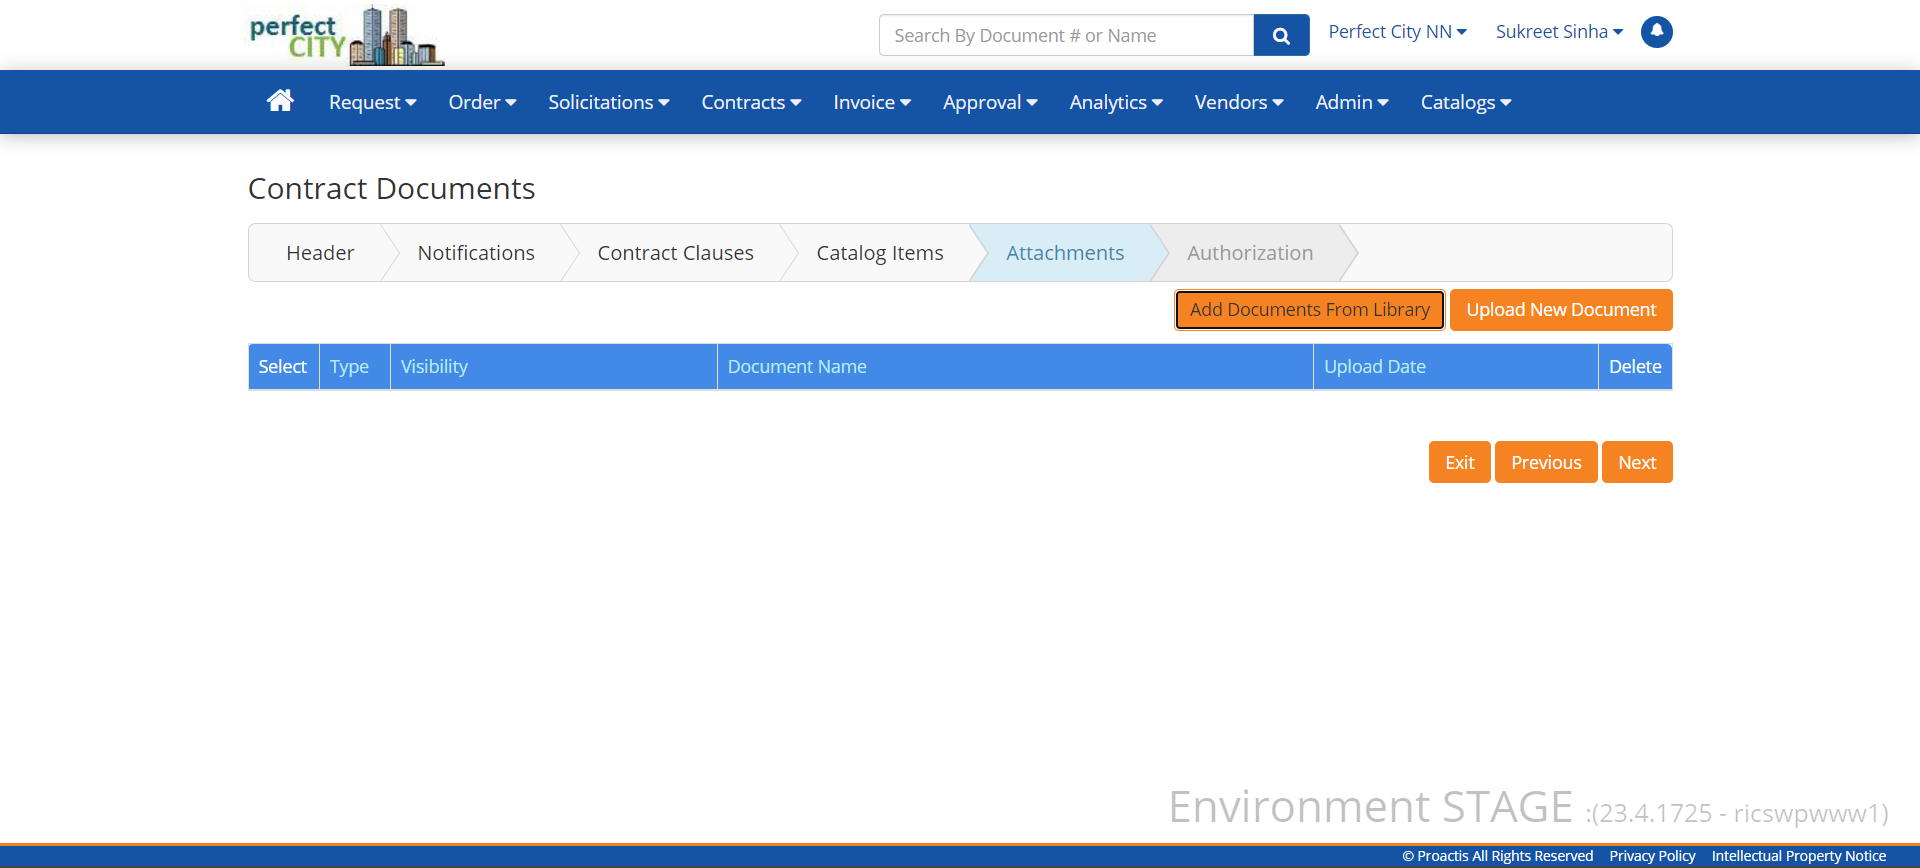 perfect
CITY
Search By Document # or Name
Perfect City NN
Sukreet Sinha
Request Order Solicitations Contracts Invoice Approval Analytics Vendors Admin Catalogs
Contract Documents
Header Notifications Contract Clauses Catalog Items Attachments Authorization
Add Documents From Library Upload New Document
Select Type Visibility Document Name Upload Date Delete
Exit Previous Next
Environment STAGE :(23.4.1725 - ricswpwww1)
© Proactis All Rights Reserved Privacy Policy Intellectual Property Notice